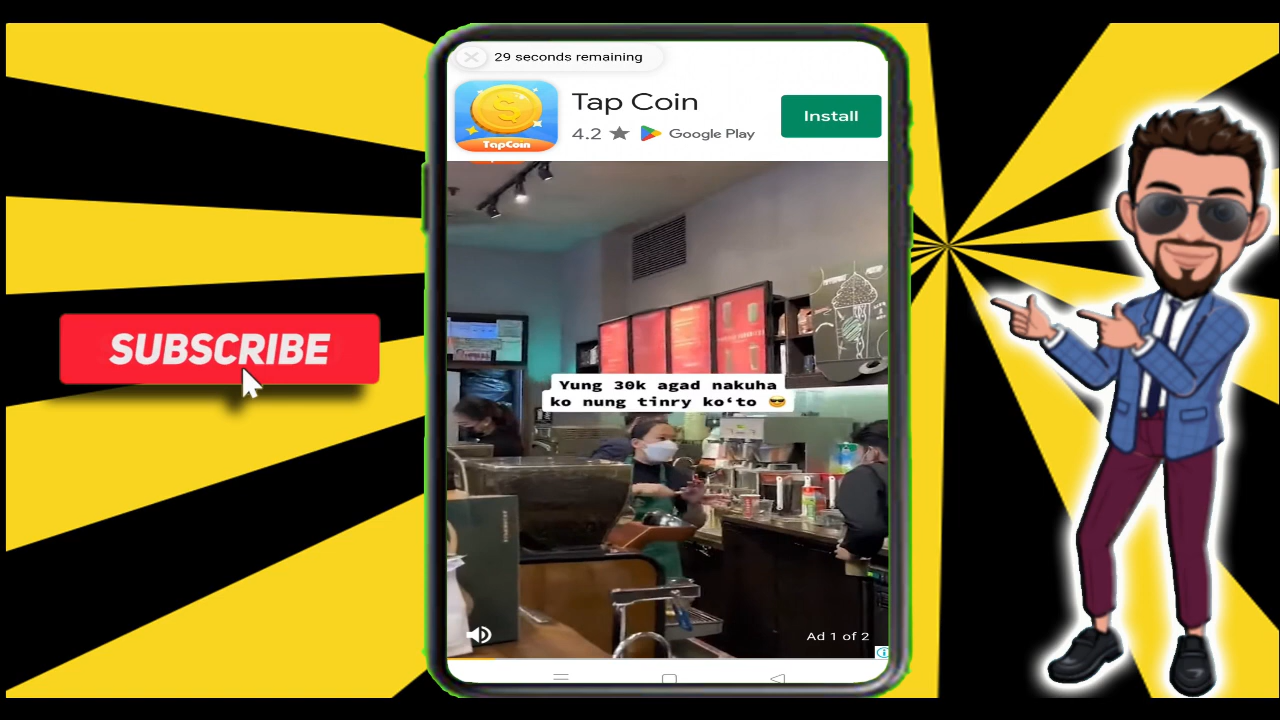 29 seconds remaining
Tap Coin
Install
4.2 Google Play
TapCoin
SUBSCRIBE
Yung 30k agad nakuha
ko nung tinry ko‘to 😎
Ad 1 of 2